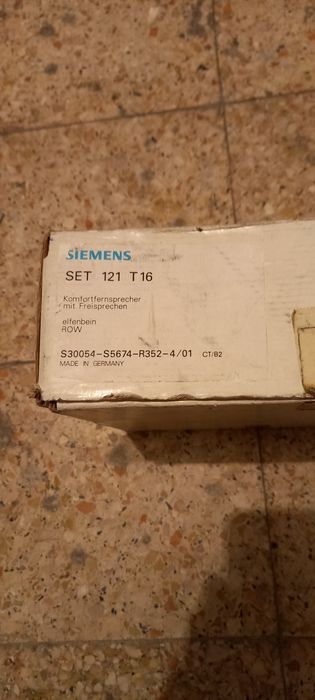 SIEMENS
SET 121 T16
Komfortfernsprecher
mit Freisprechen
elfenbein
ROW
S30054-S5674-R352-4/01 CT/B2
MADE IN GERMANY